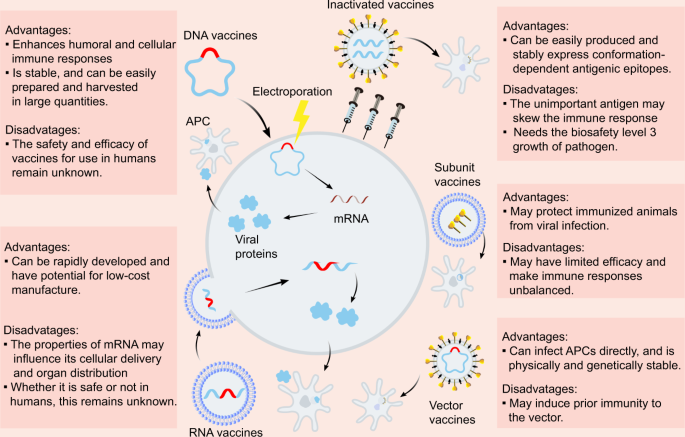 Advantages:
▪ Enhances humoral and cellular
immune responses
▪ Is stable, and can be easily
prepared and harvested
in large quantities.
Disadvatages:
▪ The safety and efficacy of
vaccines for use in humans
remain unknown.
DNA vaccines
Electroporation
APC
mRNA
Viral
proteins
Inactivated vaccines
Advantages:
▪ Can be easily produced and
stably express conformation-
dependent antigenic epitopes.
Disadvatages:
▪ The unimportant antigen may
skew the immune response
▪ Needs the biosafety level 3
growth of pathogen.
Subunit
vaccines
Advantages:
▪ May protect immunized animals
from viral infection.
Disadvatages:
▪ May have limited efficacy and
make immune responses
unbalanced.
Advantages:
▪ Can be rapidly developed and
have potential for low-cost
manufacture.
Disadvatages:
▪ The properties of mRNA may
influence its cellular delivery
and organ distribution
▪ Whether it is safe or not in
humans, this remains unknown.
RNA vaccines
Vector
vaccines
Advantages:
▪ Can infect APCs directly, and is
physically and genetically stable.
Disadvatages:
▪ May induce prior immunity to
the vector.